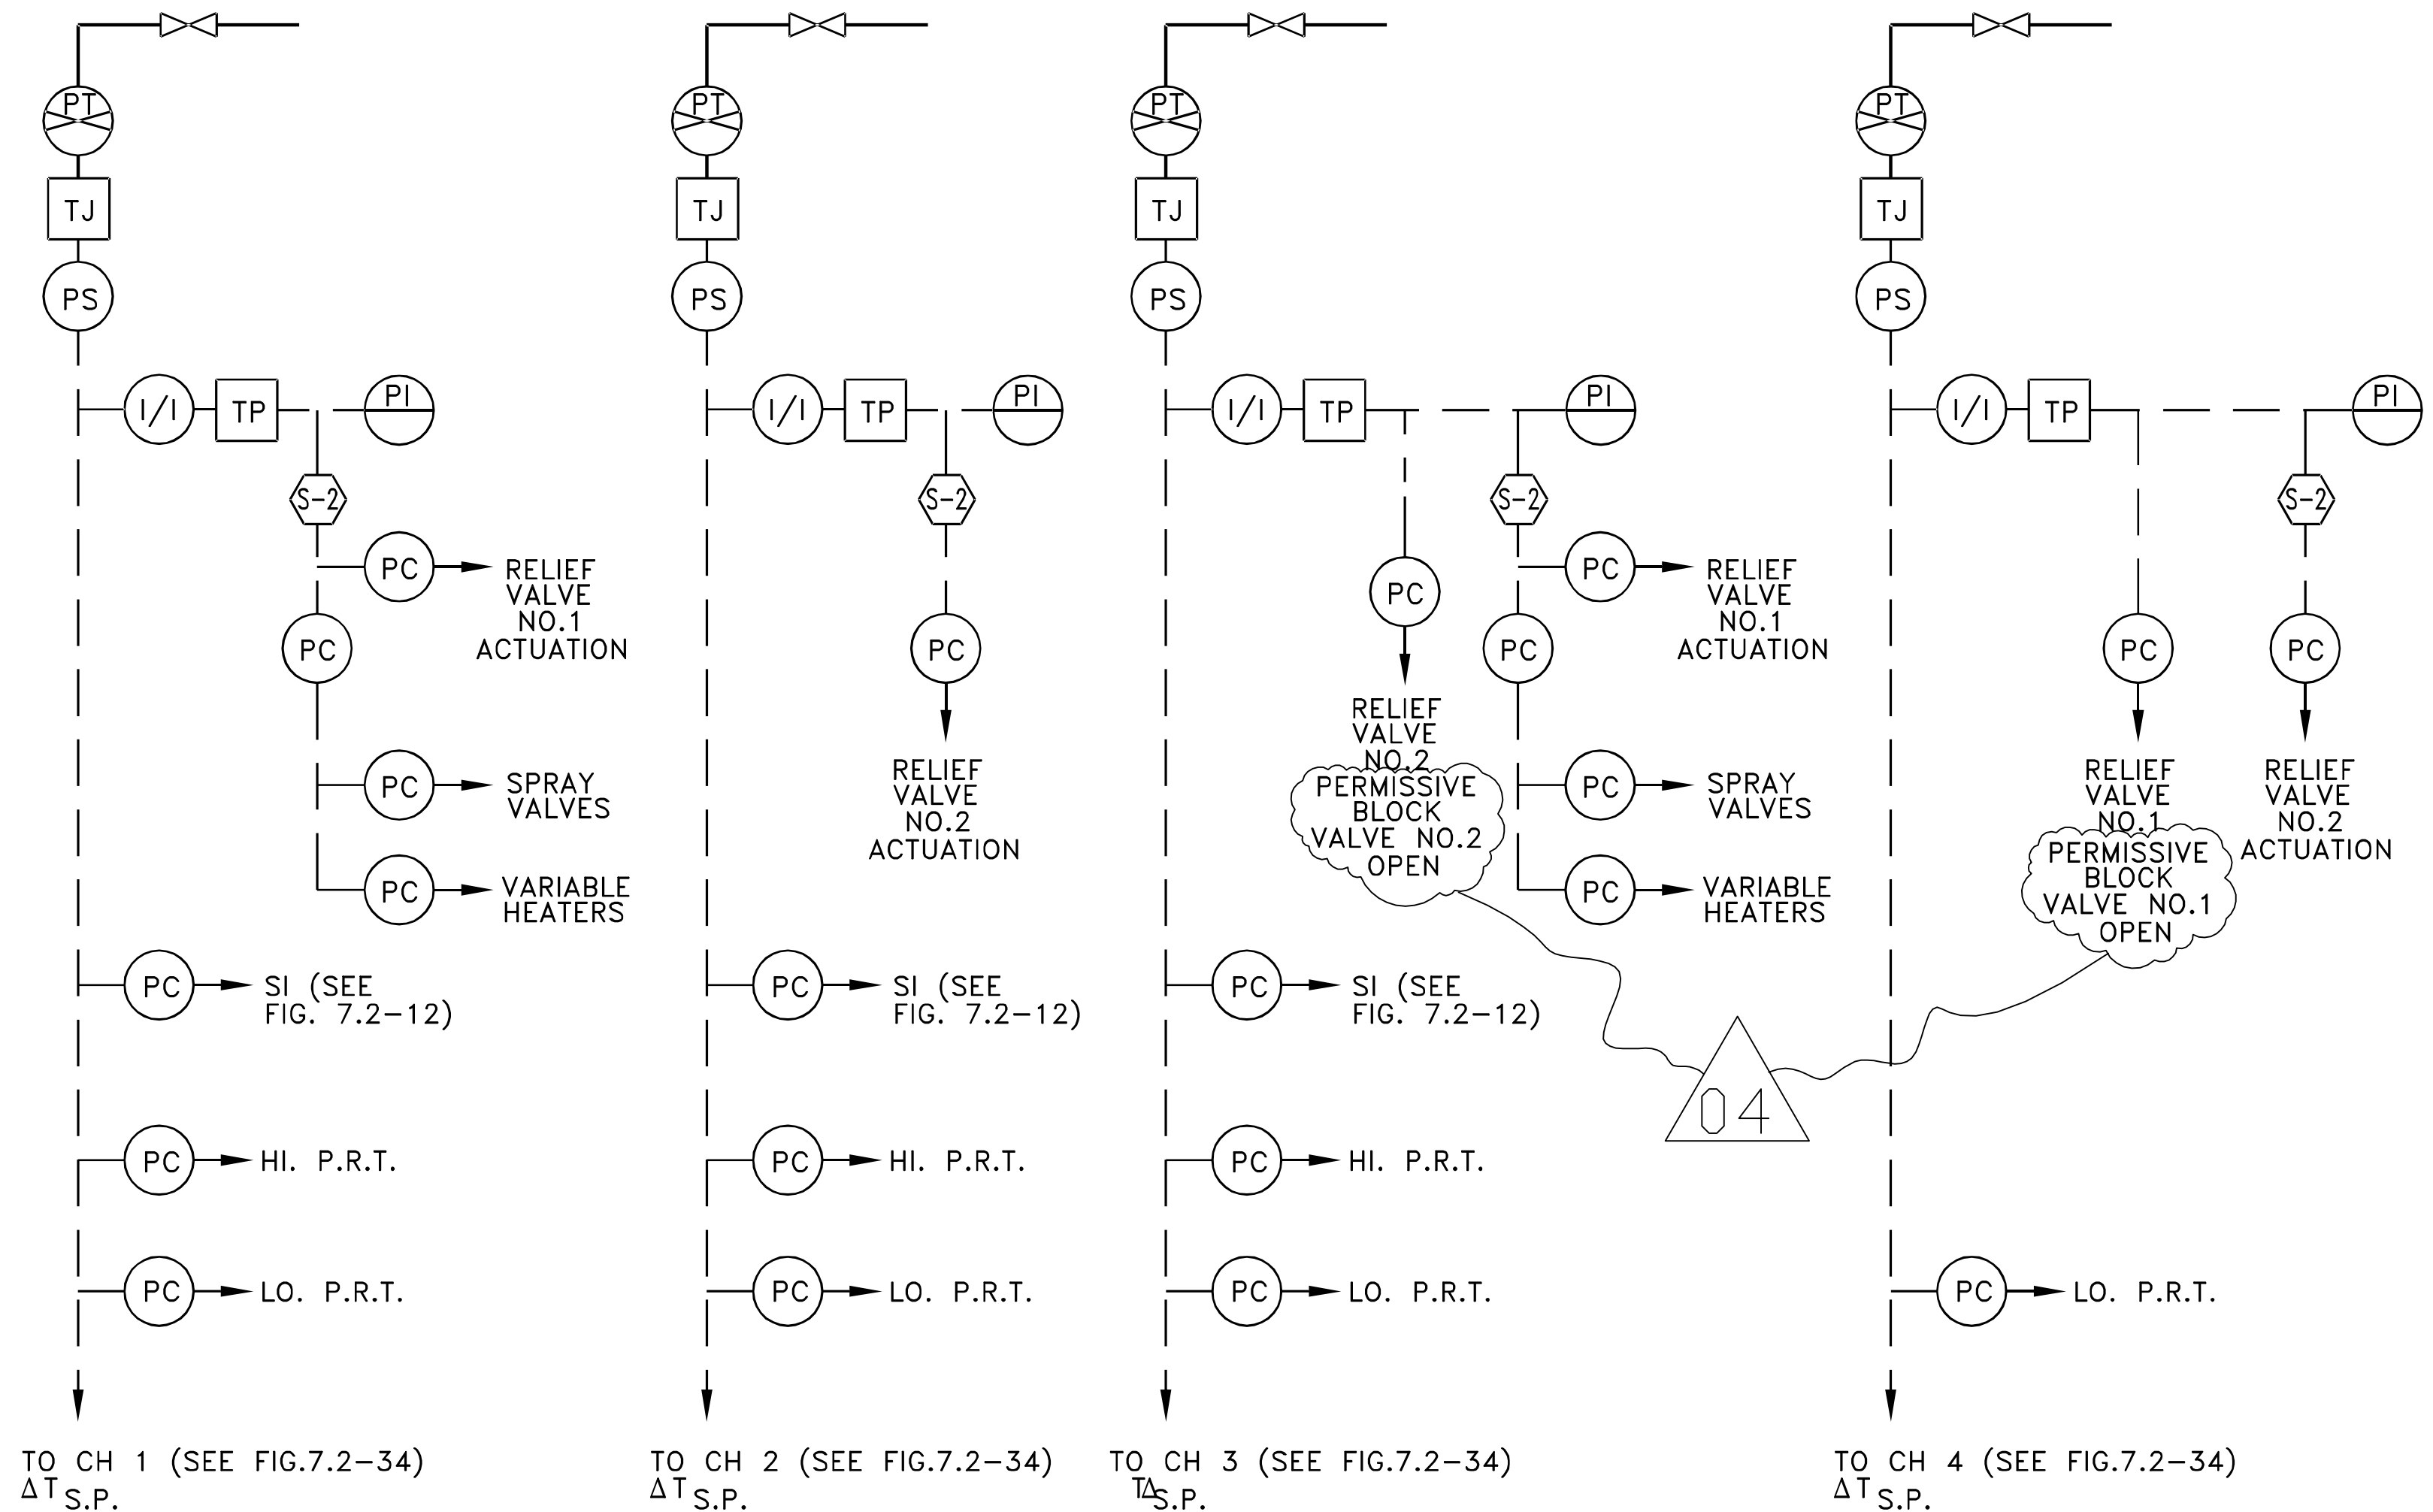 PT
TJ
PS
I/I
TP
PI
S-2
PC
RELIEF
VALVE
NO.1
ACTUATION
PC
PC
SPRAY
VALVES
PC
VARIABLE
HEATERS
PC
SI (SEE
FIG. 7.2-12)
PC
HI. P.R.T.
PC
LO. P.R.T.
TO CH 1 (SEE FIG.7.2-34)
ΔT S.P.
PT
TJ
PS
I/I
TP
PI
S-2
PC
RELIEF
VALVE
NO.2
ACTUATION
PC
SI (SEE
FIG. 7.2-12)
PC
HI. P.R.T.
PC
LO. P.R.T.
TO CH 2 (SEE FIG.7.2-34)
ΔT S.P.
PT
TJ
PS
I/I
TP
PI
PC
RELIEF
VALVE
NO.2
PERMISSIVE
BLOCK
VALVE NO.2
OPEN
S-2
PC
RELIEF
VALVE
NO.1
ACTUATION
PC
PC
SPRAY
VALVES
PC
VARIABLE
HEATERS
PC
SI (SEE
FIG. 7.2-12)
PC
HI. P.R.T.
PC
LO. P.R.T.
TO CH 3 (SEE FIG.7.2-34)
TΔ S.P.
04
PT
TJ
PS
I/I
TP
PI
PC
RELIEF
VALVE
NO.1
PERMISSIVE
BLOCK
VALVE NO.1
OPEN
S-2
PC
RELIEF
VALVE
NO.2
ACTUATION
PC
LO. P.R.T.
TO CH 4 (SEE FIG.7.2-34)
ΔT S.P.